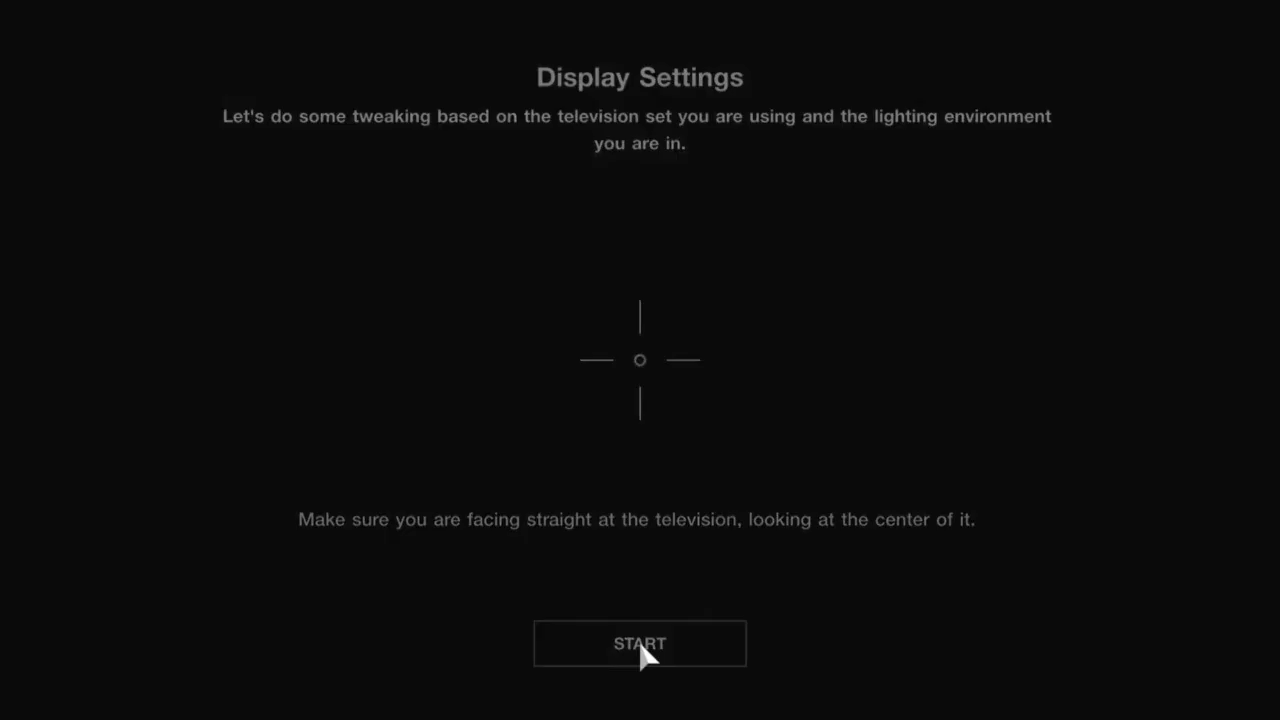 Display Settings
Let's do some tweaking based on the television set you are using and the lighting environment
you are in.
Make sure you are facing straight at the television, looking at the center of it.
START